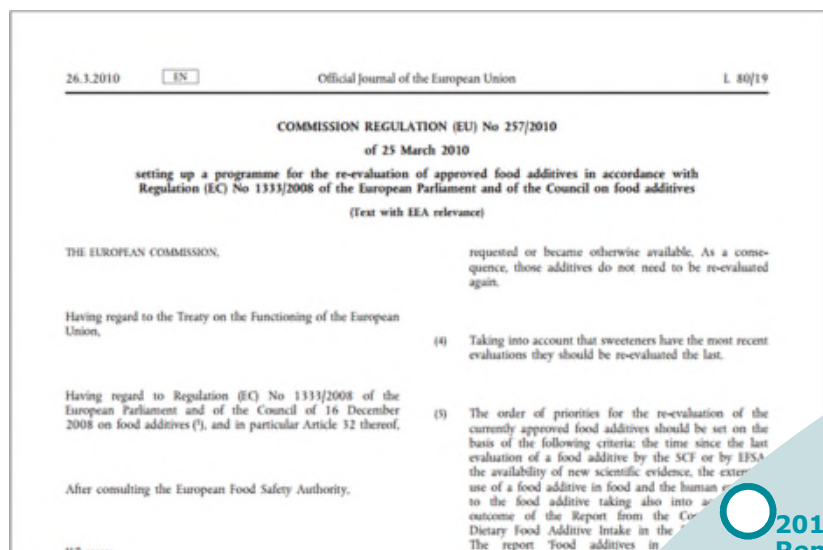 26.3.2010 EN Official Journal of the European Union L 80/19
COMMISSION REGULATION (EU) No 257/2010
of 25 March 2010
setting up a programme for the re-evaluation of approved food additives in accordance with
Regulation (EC) No 1333/2008 of the European Parliament and of the Council on food additives
(Text with EEA relevance)
THE EUROPEAN COMMISSION,
Having regard to the Treaty on the Functioning of the European
Union,
Having regard to Regulation (EC) No 1333/2008 of the
European Parliament and of the Council of 16 December
2008 on food additives (¹), and in particular Article 32 thereof,
After consulting the European Food Safety Authority,
requested or became otherwise available. As a conse-
quence, those additives do not need to be re-evaluated
again.
(4) Taking into account that sweeteners have the most recent
evaluations they should be re-evaluated the last.
(5) The order of priorities for the re-evaluation of the
currently approved food additives should be set on the
basis of the following criteria: the time since the last
evaluation of a food additive by the SCF or by EFSA,
the availability of new scientific evidence, the
use of a food additive in food and the human
to the food additive taking also into
outcome of the Report from the
Dietary Food Additive Intake in the
The report 'Food additives in
201